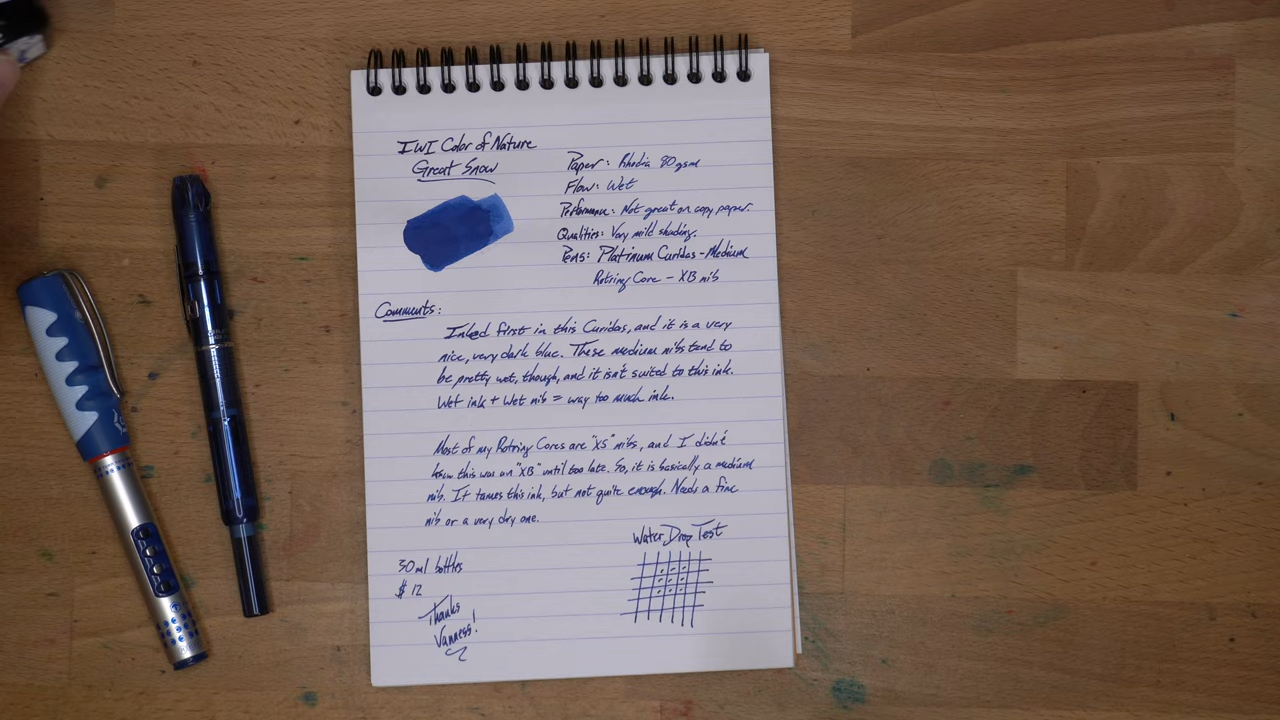 IWI Color of Nature
Great Snow
Paper: Rhodia 80gsm
Flow: Wet
Performance: Not great on copy paper.
Qualities: Very mild shading.
Pens: Platinum Curidas - Medium
Rotring Core - XB nib
Comments:
Inked first in this Curidas, and it is a very
nice, very dark blue. These medium nibs tend to
be pretty wet, though, and it isn't suited to this ink.
Wet ink + Wet nib = way too much ink.
Most of my Rotring Cores are "XS" nibs, and I didn't
know this was an "XB" until too late. So, it is basically a medium
nib. It tames this ink, but not quite enough. Needs a fine
nib or a very dry one.
Water Drop Test
30ml bottles
$12
Thanks
Vanness!